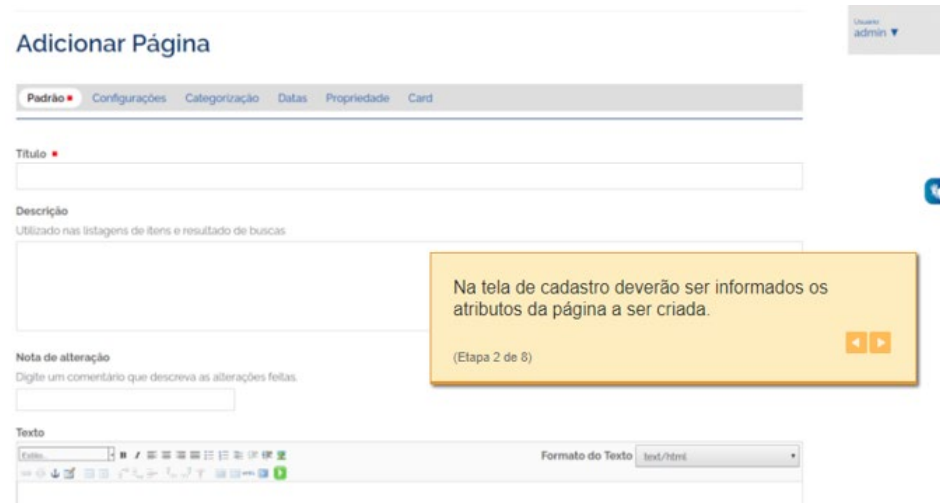 Usuário:
admin ▼
Adicionar Página
Padrão Configurações Categorização Datas Propriedade Card
Título
Descrição
Utilizado nas listagens de itens e resultado de buscas
Na tela de cadastro deverão ser informados os
atributos da página a ser criada.
(Etapa 2 de 8)
Nota de alteração
Digite um comentário que descreva as alterações feitas.
Texto
Estilo...
B I
Formato do Texto text/html